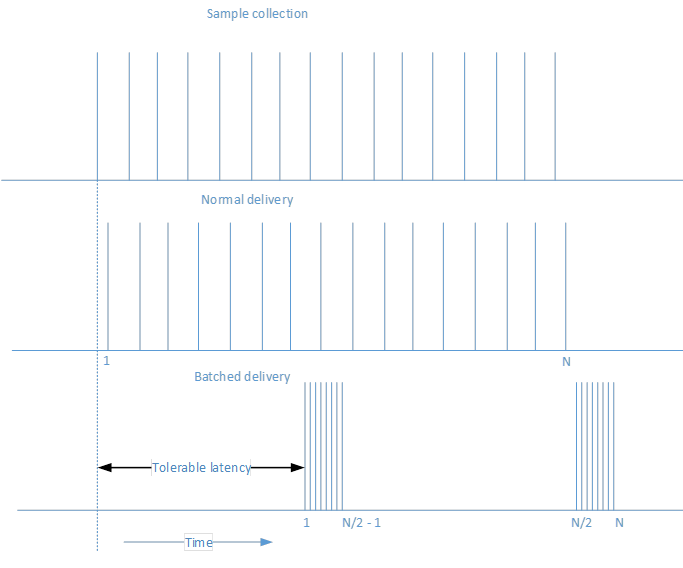 Sample collection
Normal delivery
1 N
Batched delivery
Tolerable latency
1 N/2 - 1 N/2 N
Time